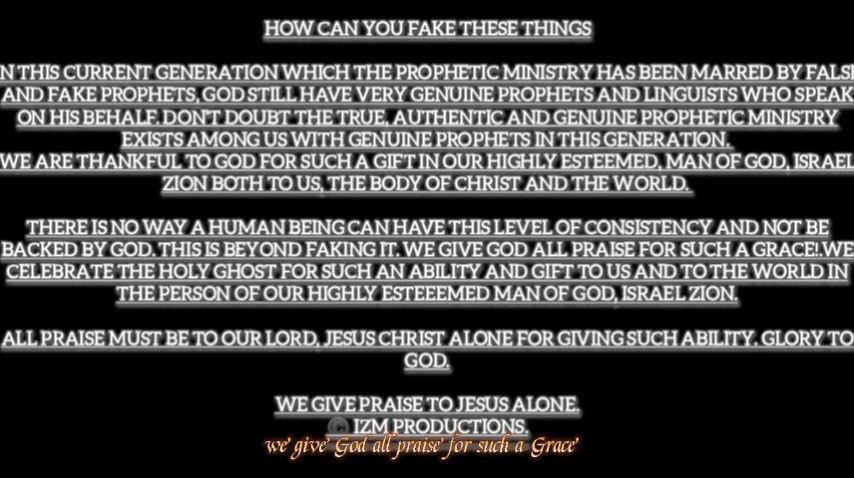 HOW CAN YOU FAKE THESE THINGS
N THIS CURRENT GENERATION WHICH THE PROPHETIC MINISTRY HAS BEEN MARRED BY FALSE
AND FAKE PROPHETS, GOD STILL HAVE VERY GENUINE PROPHETS AND LINGUISTS WHO SPEAK
ON HIS BEHALF. DON'T DOUBT THE TRUE, AUTHENTIC AND GENUINE PROPHETIC MINISTRY
EXISTS AMONG US WITH GENUINE PROPHETS IN THIS GENERATION.
WE ARE THANKFUL TO GOD FOR SUCH A GIFT IN OUR HIGHLY ESTEEMED, MAN OF GOD, ISRAEL
ZION BOTH TO US, THE BODY OF CHRIST AND THE WORLD.
THERE IS NO WAY A HUMAN BEING CAN HAVE THIS LEVEL OF CONSISTENCY AND NOT BE
BACKED BY GOD. THIS IS BEYOND FAKING IT. WE GIVE GOD ALL PRAISE FOR SUCH A GRACE!.WE
CELEBRATE THE HOLY GHOST FOR SUCH AN ABILITY AND GIFT TO US AND TO THE WORLD IN
THE PERSON OF OUR HIGHLY ESTEEEMED MAN OF GOD, ISRAEL ZION.
ALL PRAISE MUST BE TO OUR LORD, JESUS CHRIST ALONE FOR GIVING SUCH ABILITY. GLORY TO
GOD.
WE GIVE PRAISE TO JESUS ALONE.
© IZM PRODUCTIONS.
we give God all praise for such a Grace